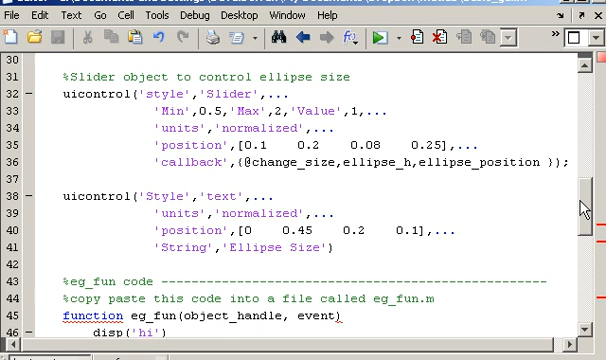 File Edit Text Go Cell Tools Debug Desktop Window Help
30
31 %Slider object to control ellipse size
32 – uicontrol('style','Slider',...
33 'Min',0.5,'Max',2,'Value',1,...
34 'units','normalized',...
35 'position',[0.1 0.2 0.08 0.25],...
36 'callback',{@change_size,ellipse_h,ellipse_position });
37
38 – uicontrol('Style','text',...
39 'units','normalized',...
40 'position',[0 0.45 0.2 0.1],...
41 'String','Ellipse Size')
42
43 %eg_fun code ---------------------------------------------------
44 %copy paste this code into a file called eg_fun.m
45 function eg_fun(object_handle, event)
46 – disp('hi')